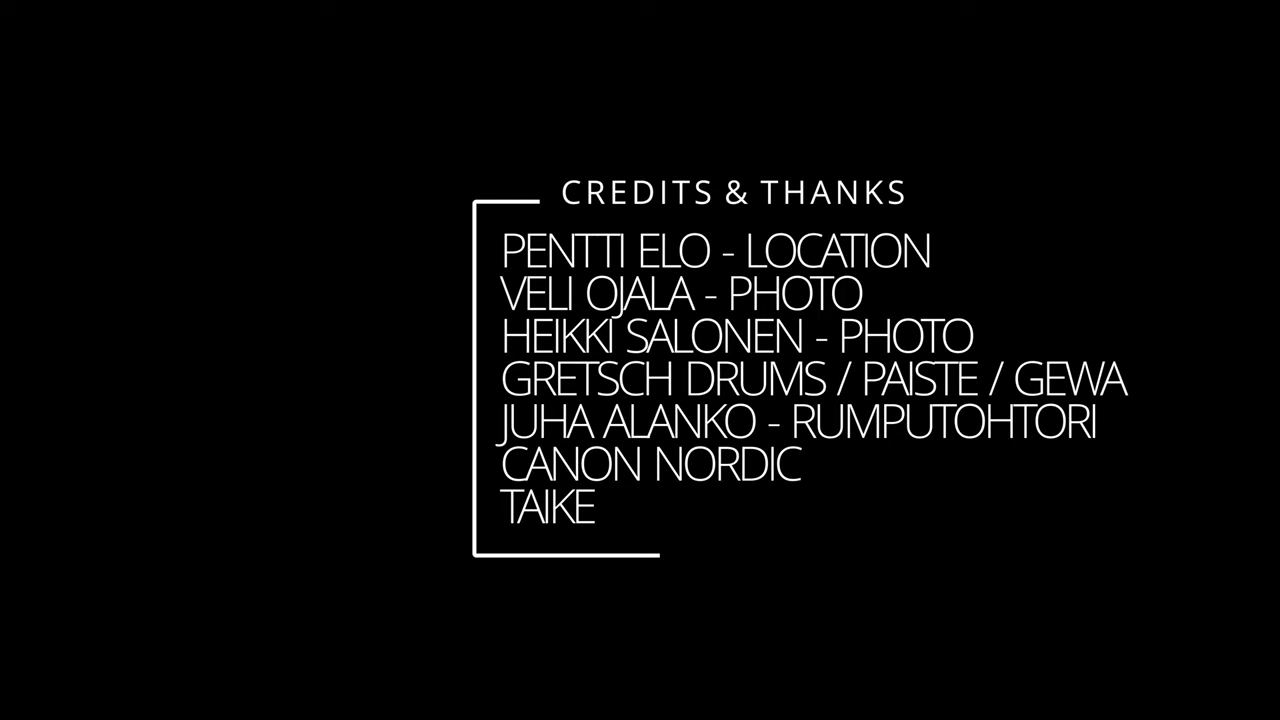 CREDITS & THANKS
PENTTI ELO - LOCATION
VELI OJALA - PHOTO
HEIKKI SALONEN - PHOTO
GRETSCH DRUMS / PAISTE / GEWA
JUHA ALANKO - RUMPUTOHTORI
CANON NORDIC
TAIKE